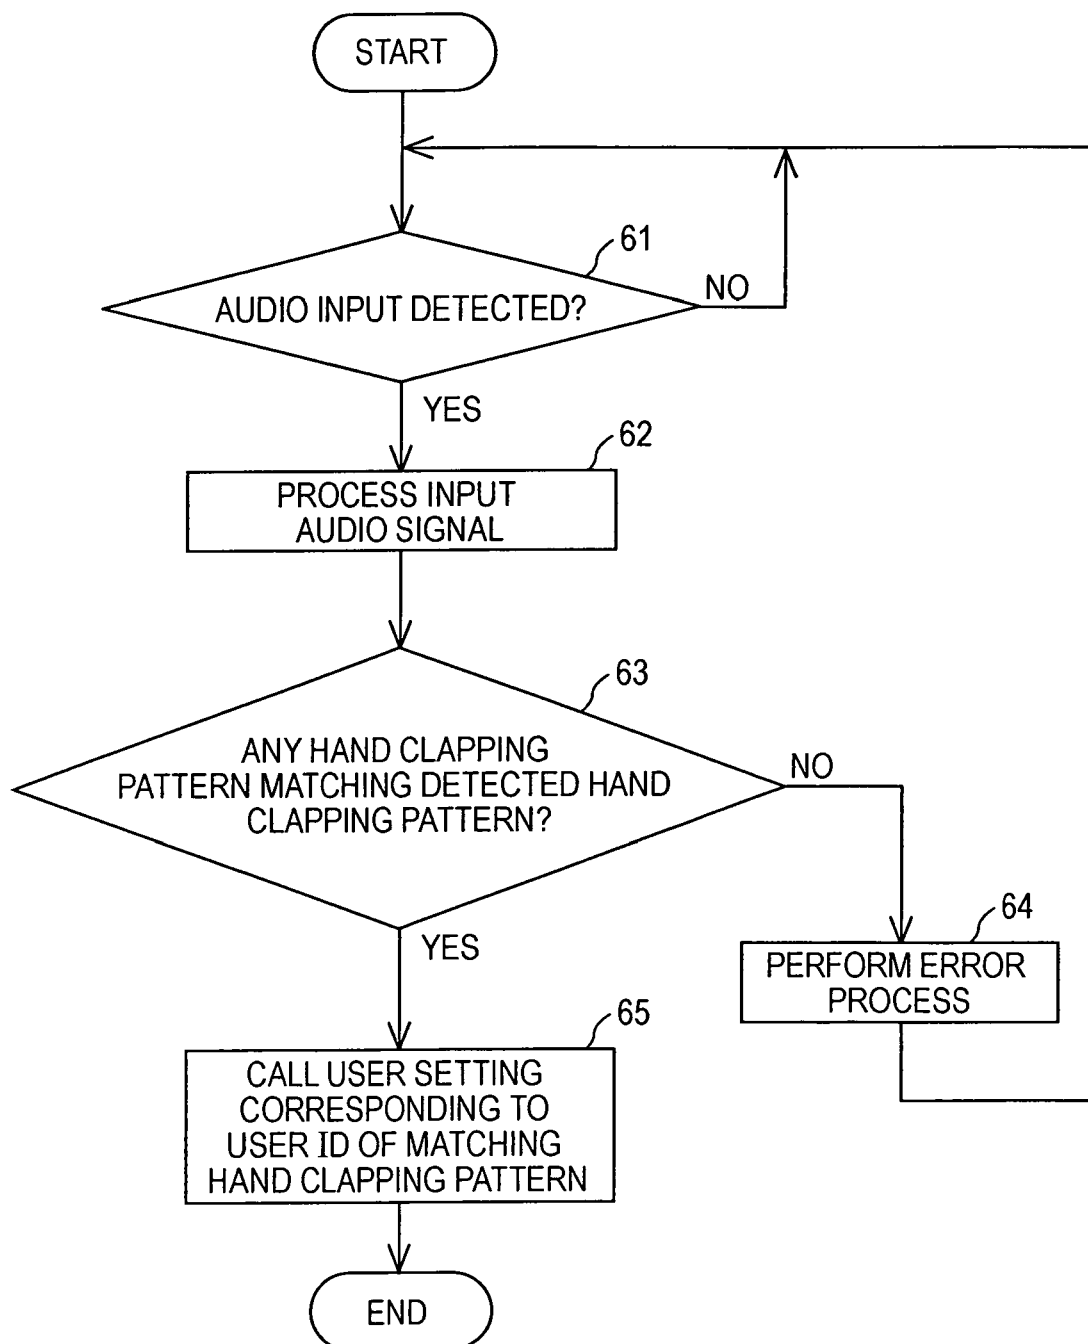 START
61
AUDIO INPUT DETECTED?
NO
YES
62
PROCESS INPUT
AUDIO SIGNAL
63
ANY HAND CLAPPING
PATTERN MATCHING DETECTED HAND
CLAPPING PATTERN?
NO
YES
64
PERFORM ERROR
PROCESS
65
CALL USER SETTING
CORRESPONDING TO
USER ID OF MATCHING
HAND CLAPPING PATTERN
END